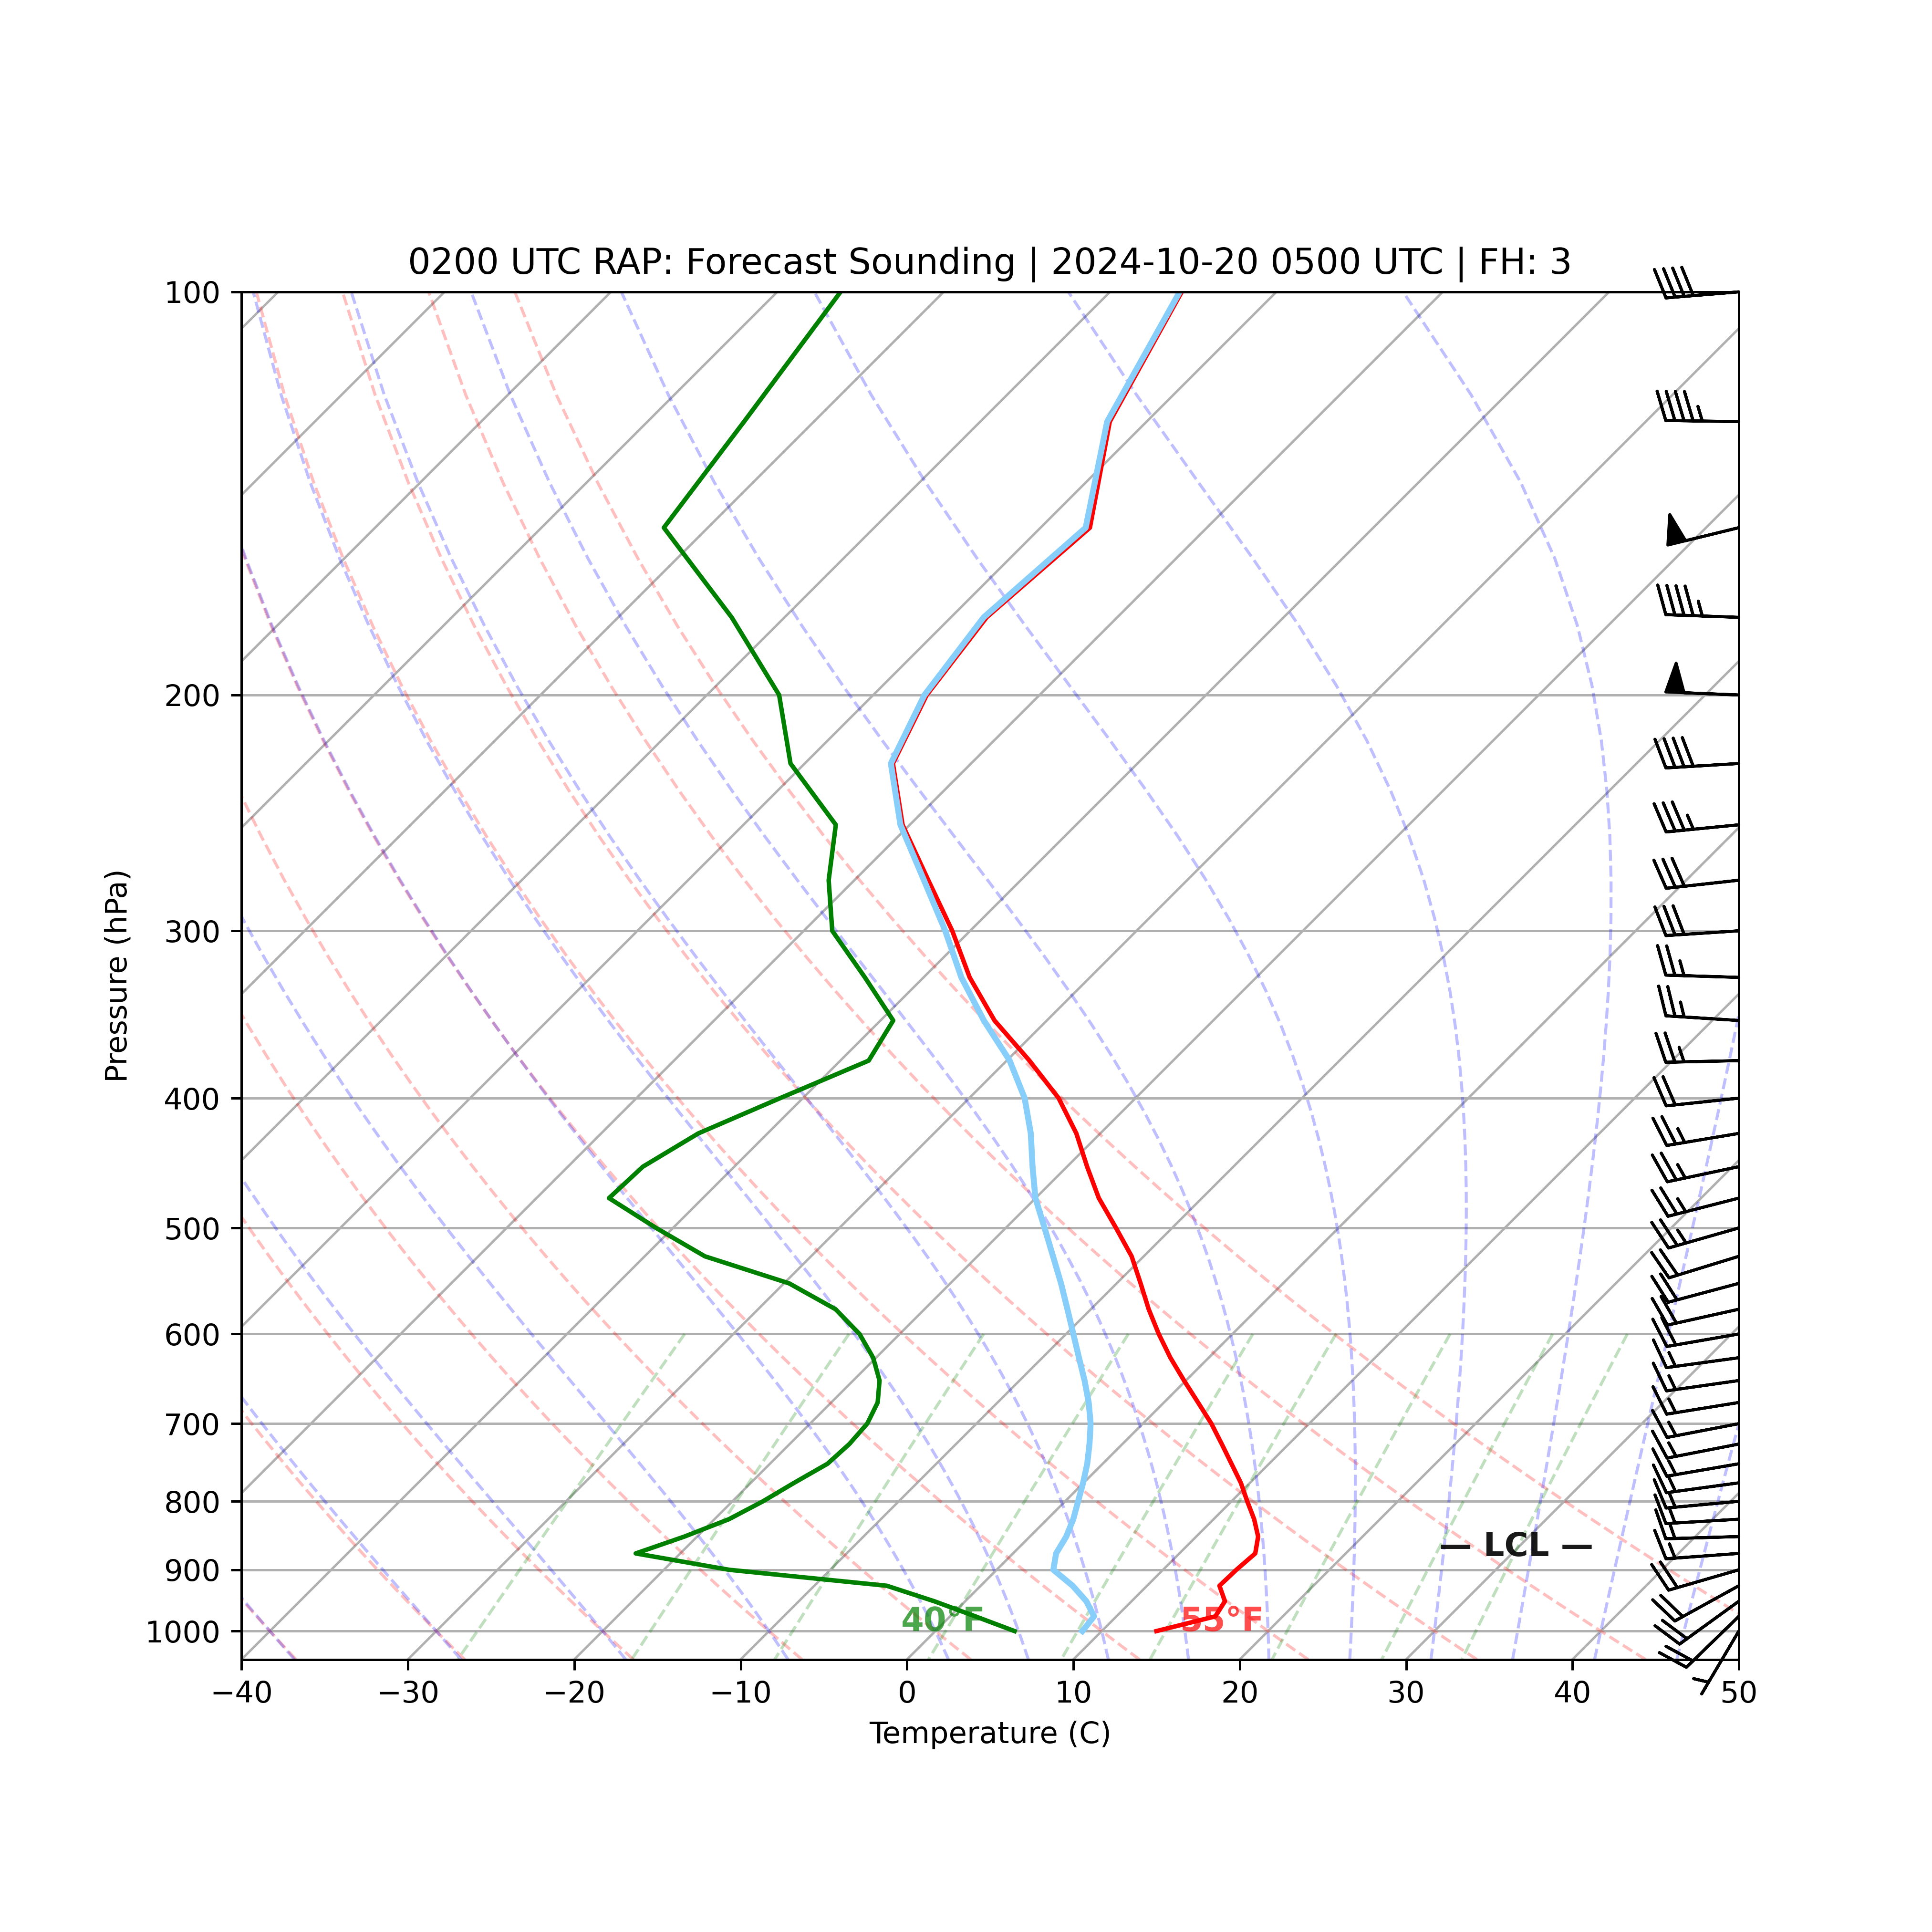 0200 UTC RAP: Forecast Sounding | 2024-10-20 0500 UTC | FH: 3
100
200
300
400
500
600
700
800
900
1000
Pressure (hPa)
— LCL —
40°F
55°F
−40 −30 −20 −10 0 10 20 30 40 50
Temperature (C)